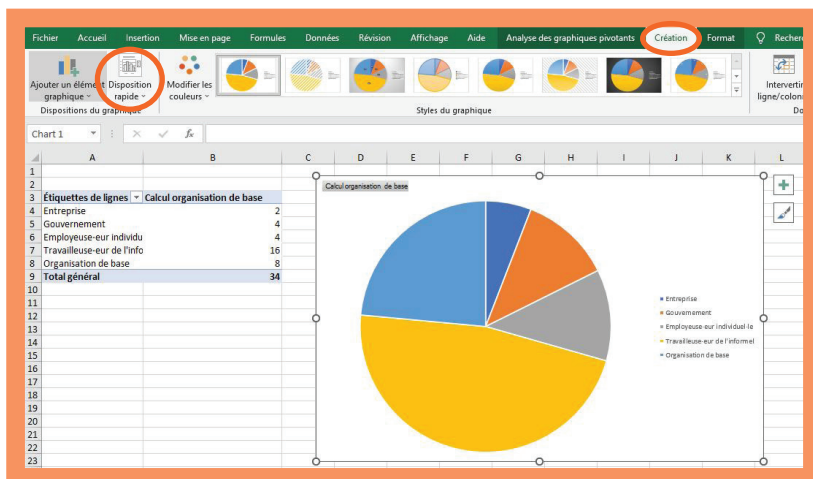 Fichier Accueil Insertion Mise en page Formules Données Révision Affichage Aide Analyse des graphiques pivotants Création Format Recher
Ajouter un élément Disposition Modifier les Intervertir
graphique rapide couleurs ligne/colonn
Dispositions du graphique Styles du graphique Do
Chart 1 fx
A B C D E F G H I J K L
1
2 Calcul organisation de base
3 Étiquettes de lignes Calcul organisation de base
4 Entreprise 2
5 Gouvernement 4
6 Employeuse-eur individu 4
7 Travailleuse-eur de l'info 16
8 Organisation de base 8
9 Total général 34
10
11 Entreprise
12 Gouvernement
13 Employeuse-eur individuel-le
14 Travailleuse-eur de l'informel
15 Organisation de base
16
17
18
19
20
21
22
23